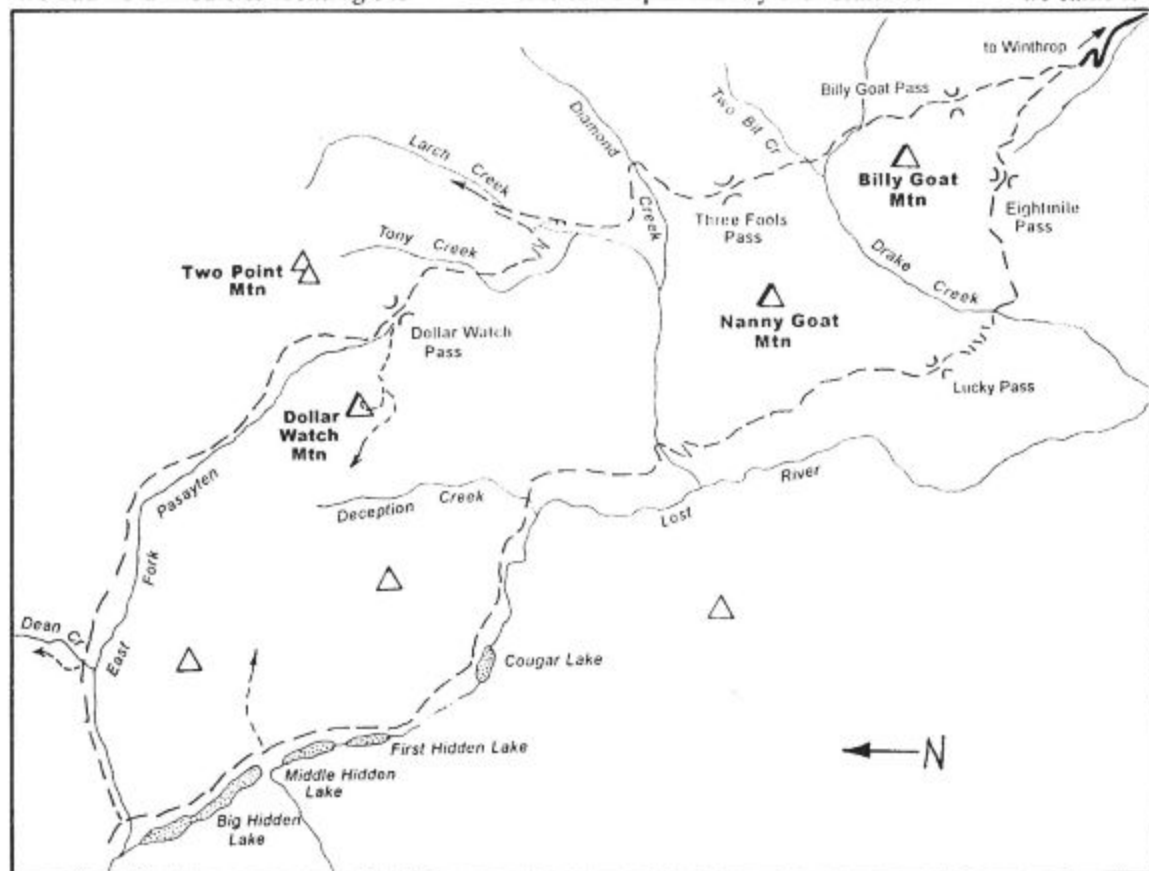 to Winthrop
Billy Goat Pass
Two Bit Cr
Diamond
Creek
Larch
Creek
Billy Goat
Mtn
Three Fools
Pass
Eightmile
Pass
Tony Creek
Two Point
Mtn
Drake
Creek
Nanny Goat
Mtn
Dollar Watch
Pass
Lucky Pass
Dollar
Watch
Mtn
Pasayten
Deception Creek
River
Lost
Fork
East
Dean Cr
Cougar Lake
First Hidden Lake
N
Middle Hidden
Lake
Big Hidden
Lake